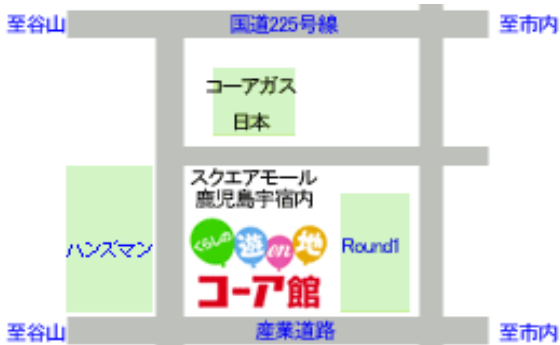 至谷山
国道225号線
至市内
コーアガス
日本
スクエアモール
鹿児島宇宿内
くらしの
遊en地
コーア館
ハンズマン
Round1
至谷山
産業道路
至市内